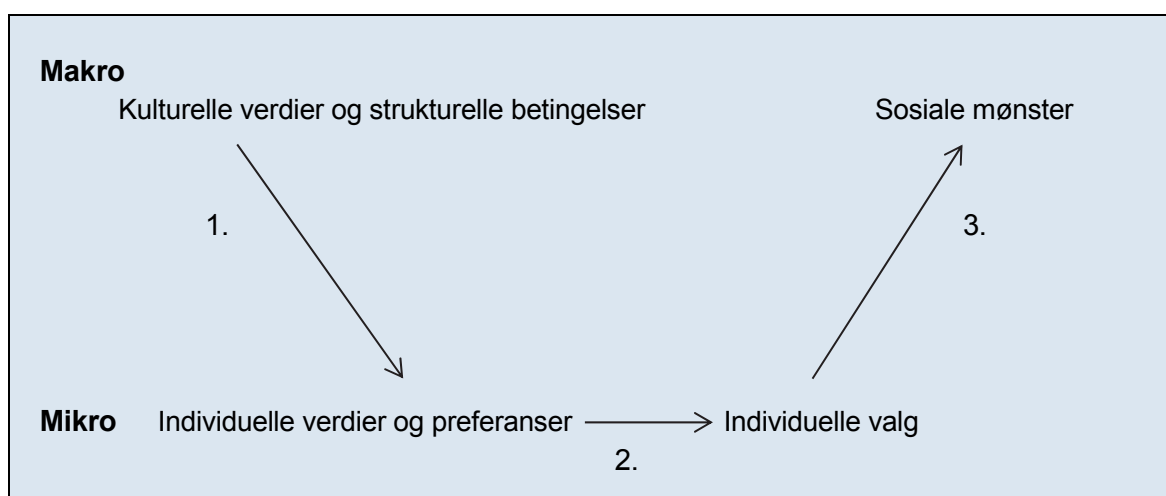 Makro
Kulturelle verdier og strukturelle betingelser Sosiale mønster
1. 3.
Mikro Individuelle verdier og preferanser Individuelle valg
2.